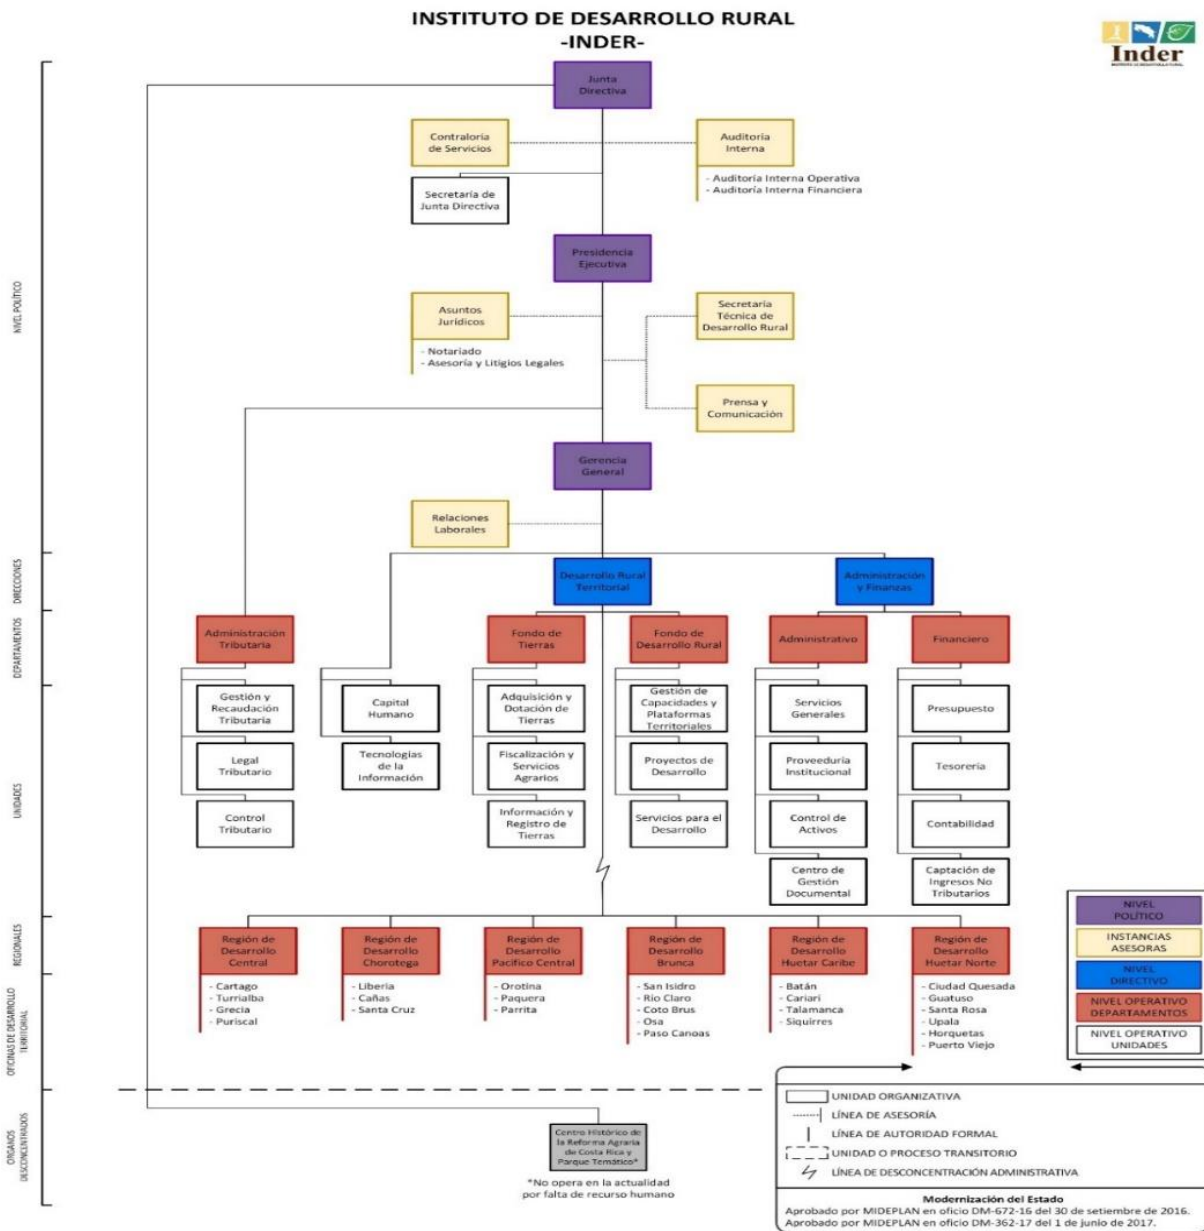 INSTITUTO DE DESARROLLO RURAL
-INDER-
Inder
INSTITUTO DE DESARROLLO RURAL
Junta
Directiva
Contraloría
de Servicios
Auditoria
Interna
- Auditoría Interna Operativa
- Auditoría Interna Financiera
Secretaría de
Junta Directiva
Presidencia
Ejecutiva
Asuntos
Jurídicos
- Notariado
- Asesoría y Litigios Legales
Secretaria
Técnica de
Desarrollo Rural
Prensa y
Comunicación
Gerencia
General
Relaciones
Laborales
NIVEL POLÍTICO
DIRECCIONES
Desarrollo Rural
Territorial
Administración
y Finanzas
DEPARTAMENTOS
Administración
Tributaria
Fondo de
Tierras
Fondo de
Desarrollo Rural
Administrativo
Financiero
UNIDADES
Gestión y
Recaudación
Tributaria
Legal
Tributario
Control
Tributario
Capital
Humano
Tecnologías
de la
Información
Adquisición y
Dotación de
Tierras
Fiscalización y
Servicios
Agrarios
Información y
Registro de
Tierras
Gestión de
Capacidades y
Plataformas
Territoriales
Proyectos de
Desarrollo
Servicios para el
Desarrollo
Servicios
Generales
Proveeduría
Institucional
Control de
Activos
Centro de
Gestión
Documental
Presupuesto
Tesorería
Contabilidad
Captación de
Ingresos No
Tributarios
REGIONALES
Región de
Desarrollo
Central
Región de
Desarrollo
Chorotega
Región de
Desarrollo
Pacífico Central
Región de
Desarrollo
Brunca
Región de
Desarrollo
Huetar Caribe
Región de
Desarrollo
Huetar Norte
OFICINAS DE DESARROLLO
TERRITORIAL
- Cartago
- Turrialba
- Grecia
- Puriscal
- Liberia
- Cañas
- Santa Cruz
- Orotina
- Paquera
- Parrita
- San Isidro
- Río Claro
- Coto Brus
- Osa
- Paso Canoas
- Batán
- Cariari
- Talamanca
- Siquirres
- Ciudad Quesada
- Guatuso
- Santa Rosa
- Upala
- Horquetas
- Puerto Viejo
ORGANOS
DESCONCENTRADOS
Centro Histórico de
la Reforma Agraria
de Costa Rica y
Parque Temático*
*No opera en la actualidad
por falta de recurso humano
NIVEL
POLÍTICO
INSTANCIAS
ASESORAS
NIVEL
DIRECTIVO
NIVEL OPERATIVO
DEPARTAMENTOS
NIVEL OPERATIVO
UNIDADES
UNIDAD ORGANIZATIVA
LÍNEA DE ASESORÍA
LÍNEA DE AUTORIDAD FORMAL
UNIDAD O PROCESO TRANSITORIO
LÍNEA DE DESCONCENTRACIÓN ADMINISTRATIVA
Modernización del Estado
Aprobado por MIDEPLAN en oficio DM-672-16 del 30 de setiembre de 2016.
Aprobado por MIDEPLAN en oficio DM-362-17 del 1 de junio de 2017.